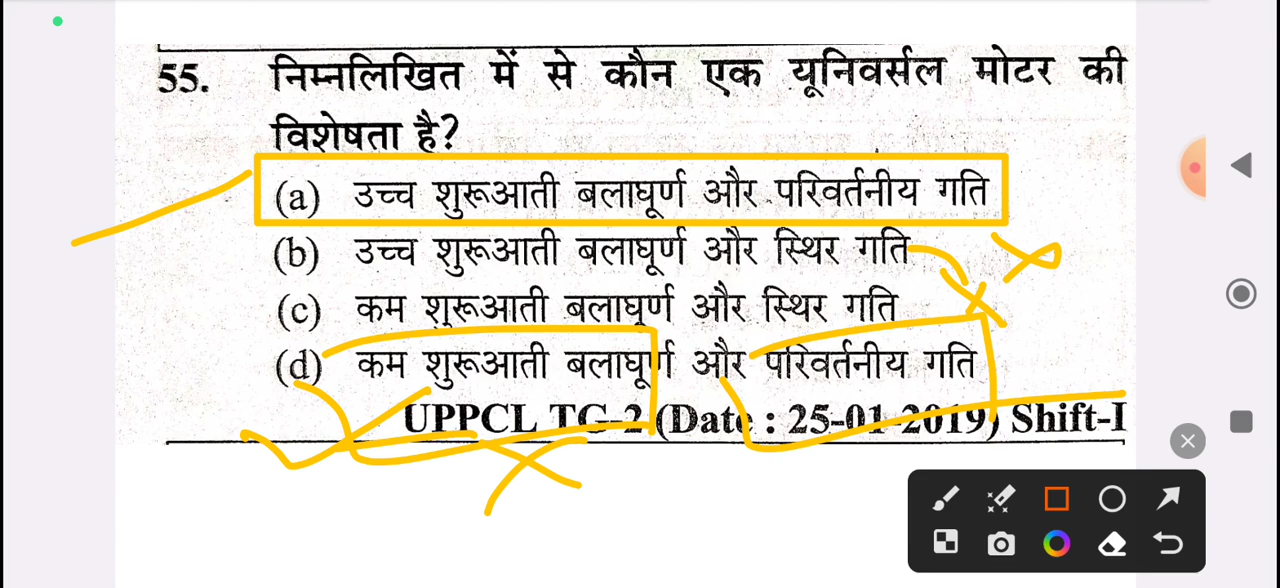 55. निम्नलिखित में से कौन एक यूनिवर्सल मोटर की
विशेषता है?
(a) उच्च शुरूआती बलाघूर्ण और परिवर्तनीय गति
(b) उच्च शुरूआती बलाघूर्ण और स्थिर गति
(c) कम शुरूआती बलाघूर्ण और स्थिर गति
(d) कम शुरूआती बलाघूर्ण और परिवर्तनीय गति
UPPCL TG-2 (Date : 25-01-2019) Shift-I